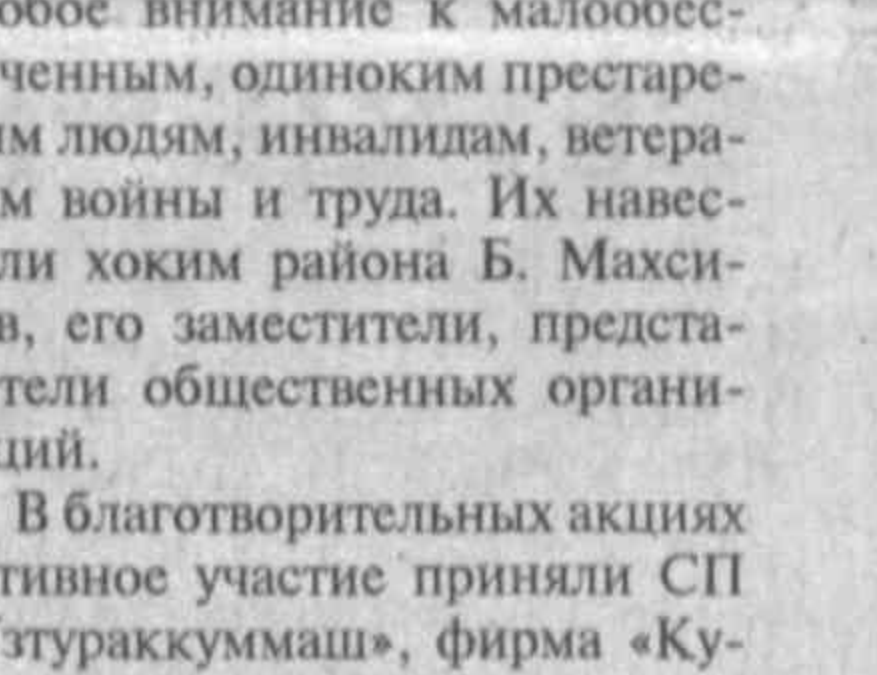 обое внимание к малообес-
ченным, одиноким престаре-
им людям, инвалидам, ветера-
м войны и труда. Их навес-
ли хоким района Б. Махси-
в, его заместители, предста-
тели общественных органи-
ций.
В благотворительных акциях
тивное участие приняли СП
зтураккуммаш», фирма «Ку-